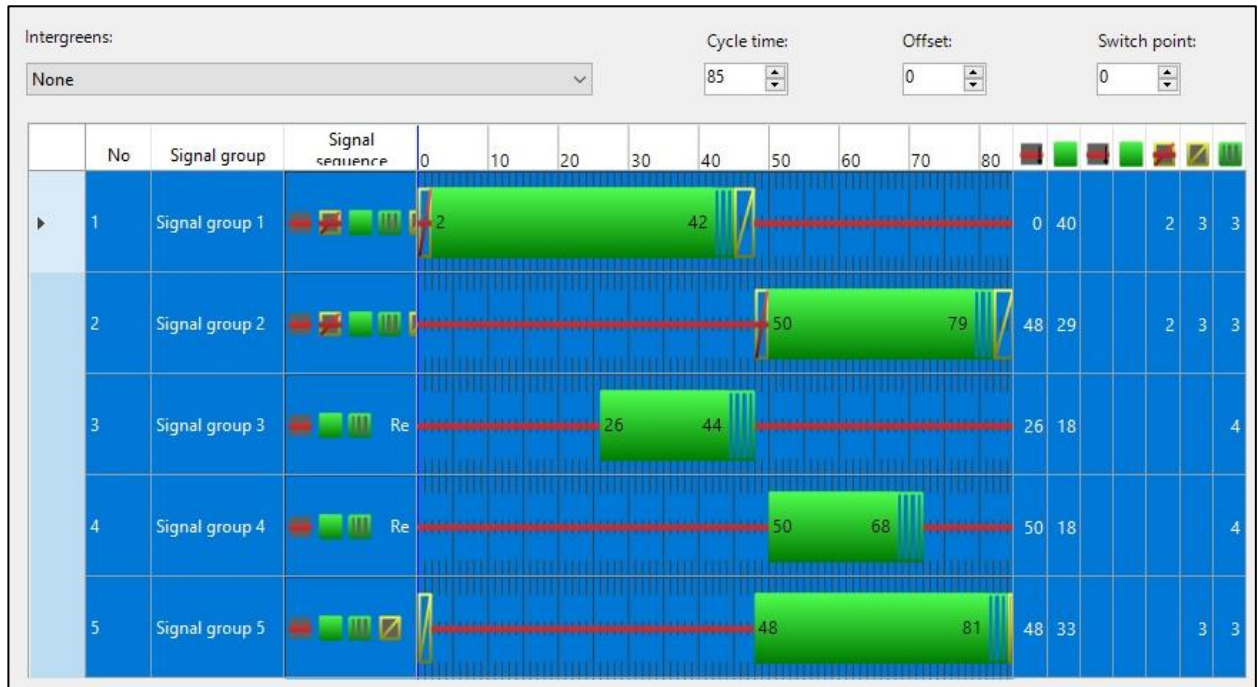 Intergreens:
Cycle time:
Offset:
Switch point:
None
85
0
0
No
Signal group
Signal sequence
0 10 20 30 40 50 60 70 80
1 Signal group 1 2 42 0 40 2 3 3
2 Signal group 2 50 79 48 29 2 3 3
3 Signal group 3 Re 26 44 26 18 4
4 Signal group 4 Re 50 68 50 18 4
5 Signal group 5 48 81 48 33 3 3